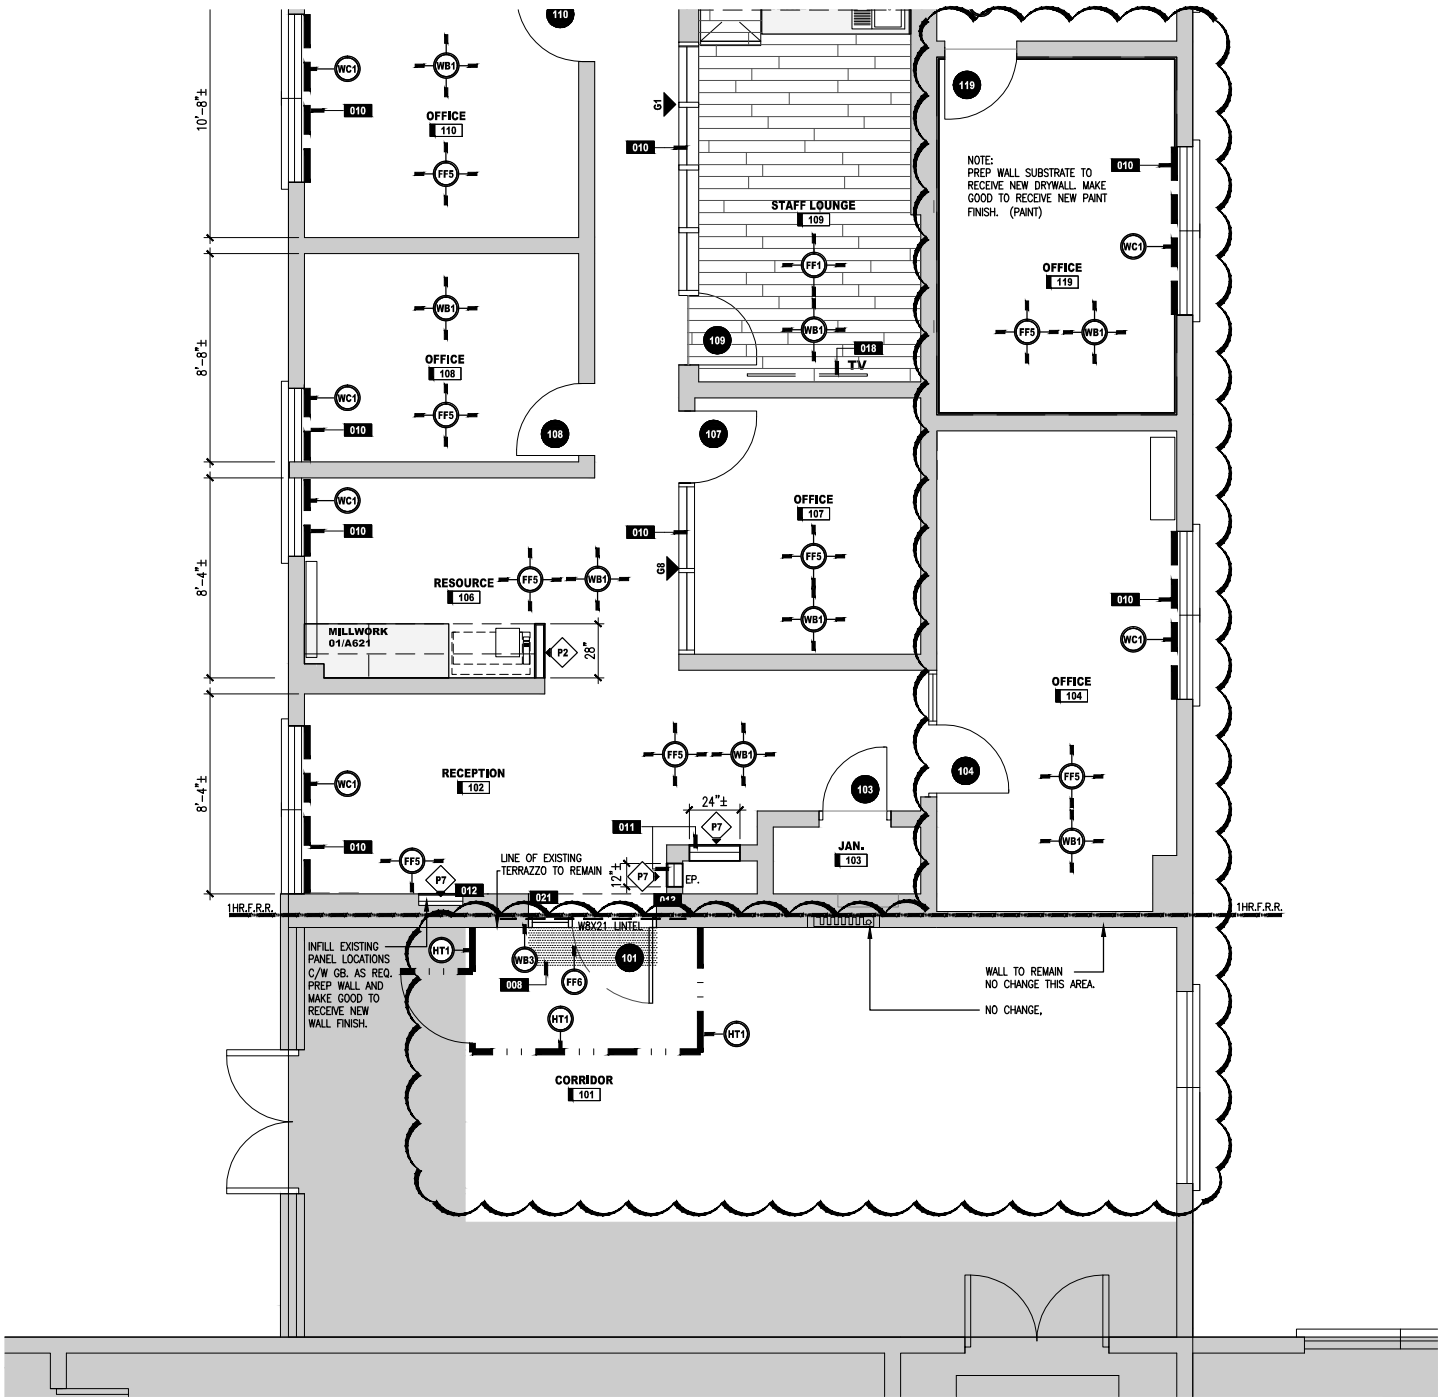 110
WC1
WB1
010
10'-8"±
OFFICE
110
FF5
G1
010
STAFF LOUNGE
109
FF1
WB1
109
018
TV
119
NOTE:
PREP WALL SUBSTRATE TO
RECEIVE NEW DRYWALL. MAKE
GOOD TO RECEIVE NEW PAINT
FINISH. (PAINT)
010
WC1
OFFICE
119
FF5
WB1
8'-8"±
WB1
OFFICE
108
WC1
FF5
010
108
107
WC1
010
8'-4"±
RESOURCE
106
FF5
WB1
MILLWORK
01/A621
P2
28"
010
G8
OFFICE
107
FF5
WB1
010
WC1
OFFICE
104
FF5
WB1
104
8'-4"±
RECEPTION
102
WC1
010
FF5
WB1
103
24"±
011
P7
JAN.
103
12"±
P7
EP.
LINE OF EXISTING
TERRAZZO TO REMAIN
FF5
P7
012
021
1HR.F.R.R.
1HR.F.R.R.
W8X21 LINTEL
INFILL EXISTING
PANEL LOCATIONS
C/W GB. AS REQ.
PREP WALL AND
MAKE GOOD TO
RECEIVE NEW
WALL FINISH.
HT1
WB3
008
FF6
101
HT1
HT1
WALL TO REMAIN
NO CHANGE THIS AREA.
NO CHANGE,
CORRIDOR
101